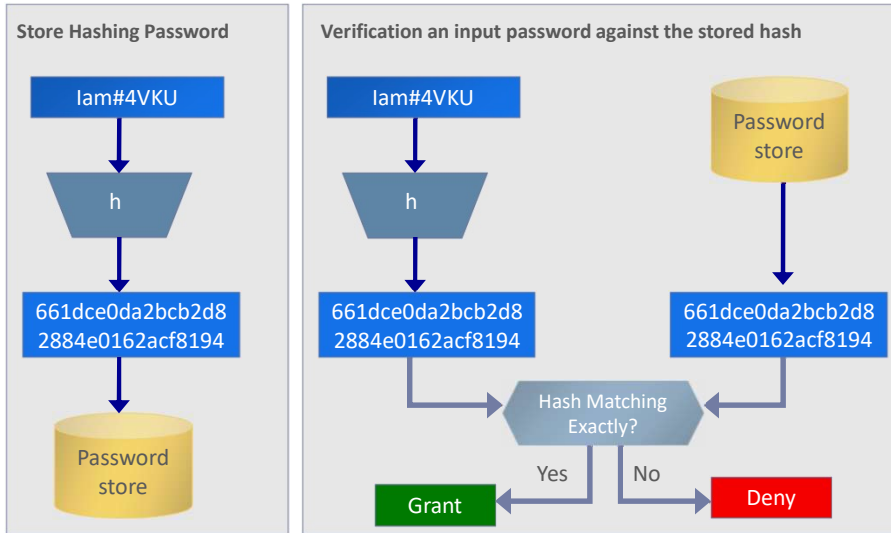 Store Hashing Password
Iam#4VKU
h
661dce0da2bcb2d8
2884e0162acf8194
Password
store
Verification an input password against the stored hash
Iam#4VKU
h
661dce0da2bcb2d8
2884e0162acf8194
Password
store
661dce0da2bcb2d8
2884e0162acf8194
Hash Matching
Exactly?
Yes
No
Grant
Deny